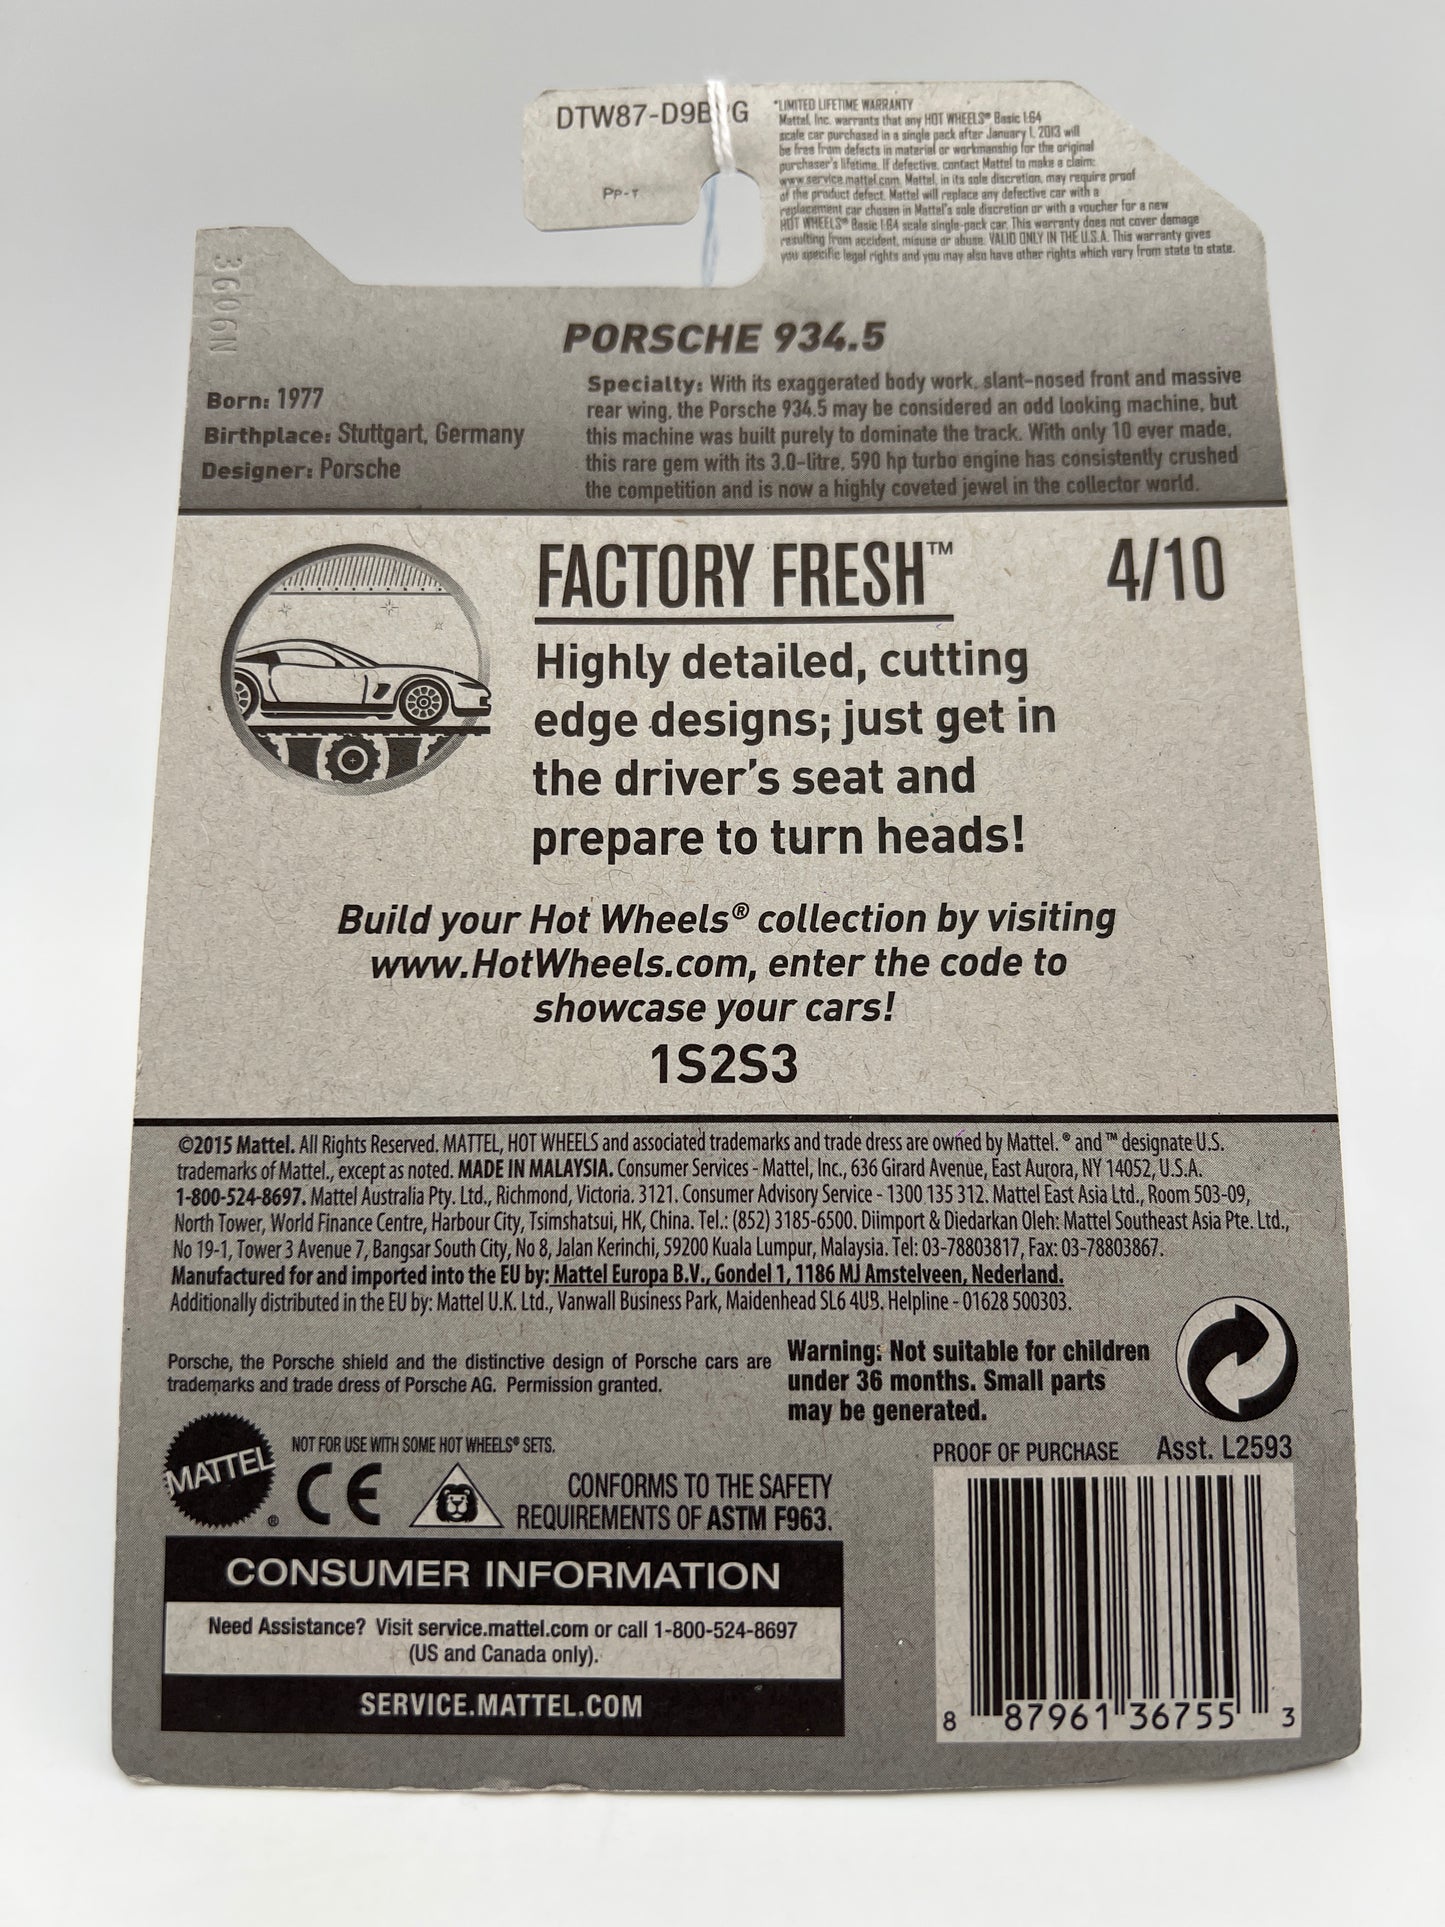 DTW87-D9B
G
PP-T
*LIMITED LIFETIME WARRANTY
Mattel, Inc. warrants that any HOT WHEELS® Basic 1:64
scale car purchased in a single pack after January 1, 2013 will
be free from defects in material or workmanship for the original
purchaser's lifetime. If defective, contact Mattel to make a claim:
www.service.mattel.com. Mattel, in its sole discretion, may require proof
of the product defect. Mattel will replace any defective car with a
replacement car chosen in Mattel's sole discretion or with a voucher for a new
HOT WHEELS® Basic 1:64 scale single-pack car. This warranty does not cover damage
resulting from accident, misuse or abuse. VALID ONLY IN THE U.S.A. This warranty gives
you specific legal rights and you may also have other rights which vary from state to state.
3606N
PORSCHE 934.5
Born: 1977
Birthplace: Stuttgart, Germany
Designer: Porsche
Specialty: With its exaggerated body work, slant-nosed front and massive
rear wing, the Porsche 934.5 may be considered an odd looking machine, but
this machine was built purely to dominate the track. With only 10 ever made,
this rare gem with its 3.0-litre, 590 hp turbo engine has consistently crushed
the competition and is now a highly coveted jewel in the collector world.
FACTORY FRESH™
4/10
Highly detailed, cutting
edge designs; just get in
the driver's seat and
prepare to turn heads!
Build your Hot Wheels® collection by visiting
www.HotWheels.com, enter the code to
showcase your cars!
1S2S3
©2015 Mattel. All Rights Reserved. MATTEL, HOT WHEELS and associated trademarks and trade dress are owned by Mattel. ® and ™ designate U.S.
trademarks of Mattel., except as noted. MADE IN MALAYSIA. Consumer Services - Mattel, Inc., 636 Girard Avenue, East Aurora, NY 14052, U.S.A.
1-800-524-8697. Mattel Australia Pty. Ltd., Richmond, Victoria. 3121. Consumer Advisory Service - 1300 135 312. Mattel East Asia Ltd., Room 503-09,
North Tower, World Finance Centre, Harbour City, Tsimshatsui, HK, China. Tel.: (852) 3185-6500. Diimport & Diedarkan Oleh: Mattel Southeast Asia Pte. Ltd.,
No 19-1, Tower 3 Avenue 7, Bangsar South City, No 8, Jalan Kerinchi, 59200 Kuala Lumpur, Malaysia. Tel: 03-78803817, Fax: 03-78803867.
Manufactured for and imported into the EU by: Mattel Europa B.V., Gondel 1, 1186 MJ Amstelveen, Nederland.
Additionally distributed in the EU by: Mattel U.K. Ltd., Vanwall Business Park, Maidenhead SL6 4UB. Helpline - 01628 500303.
Porsche, the Porsche shield and the distinctive design of Porsche cars are
trademarks and trade dress of Porsche AG. Permission granted.
Warning: Not suitable for children
under 36 months. Small parts
may be generated.
MATTEL®
NOT FOR USE WITH SOME HOT WHEELS® SETS.
CE
CONFORMS TO THE SAFETY
REQUIREMENTS OF ASTM F963.
PROOF OF PURCHASE
Asst. L2593
CONSUMER INFORMATION
Need Assistance? Visit service.mattel.com or call 1-800-524-8697
(US and Canada only).
SERVICE.MATTEL.COM
8 87961 36755 3